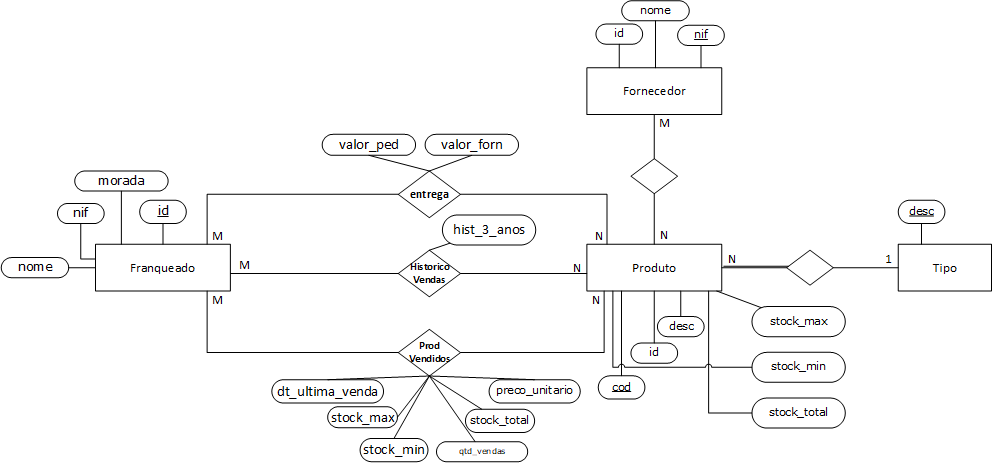 nome
id
nif
Fornecedor
M
valor_ped
valor_forn
morada
entrega
nif
id
desc
M
N
N
hist_3_anos
nome
Franqueado
M
Historico
Vendas
N
Produto
N
1
Tipo
M
N
stock_max
desc
Prod
Vendidos
id
stock_min
dt_ultima_venda
preco_unitario
cod
stock_max
stock_total
stock_total
stock_min
qtd_vendas